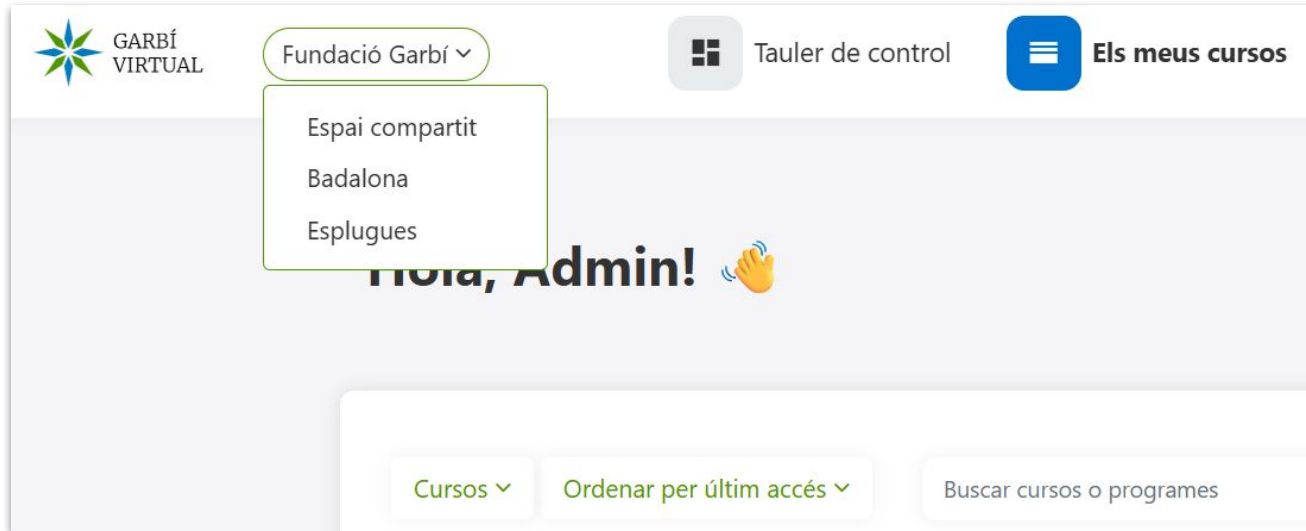 GARBÍ
VIRTUAL
Fundació Garbí
Tauler de control
Els meus cursos
Espai compartit
Badalona
Esplugues
Hola, Admin!
Cursos
Ordenar per últim accés
Buscar cursos o programes